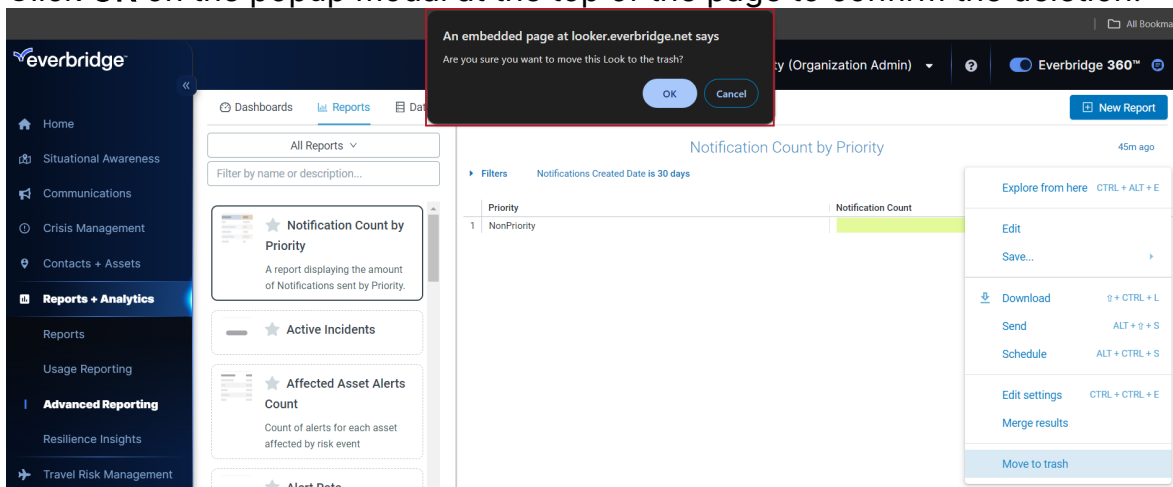 Click OK on the popup modal at the top of the page to confirm the deletion.
All Bookma
An embedded page at looker.everbridge.net says
Are you sure you want to move this Look to the trash?
OK
Cancel
everbridge
«
y (Organization Admin)
Everbridge 360™
Home
Situational Awareness
Communications
Crisis Management
Contacts + Assets
Reports + Analytics
Reports
Usage Reporting
Advanced Reporting
Resilience Insights
Travel Risk Management
Dashboards
Reports
Dat
New Report
All Reports
Filter by name or description...
Notification Count by
Priority
A report displaying the amount
of Notifications sent by Priority.
Active Incidents
Affected Asset Alerts
Count
Count of alerts for each asset
affected by risk event
Alert Rate
Notification Count by Priority
45m ago
Filters
Notifications Created Date is 30 days
Priority
Notification Count
1
NonPriority
Explore from here CTRL + ALT + E
Edit
Save...
Download ⇧ + CTRL + L
Send ALT + ⇧ + S
Schedule ALT + CTRL + S
Edit settings CTRL + CTRL + E
Merge results
Move to trash